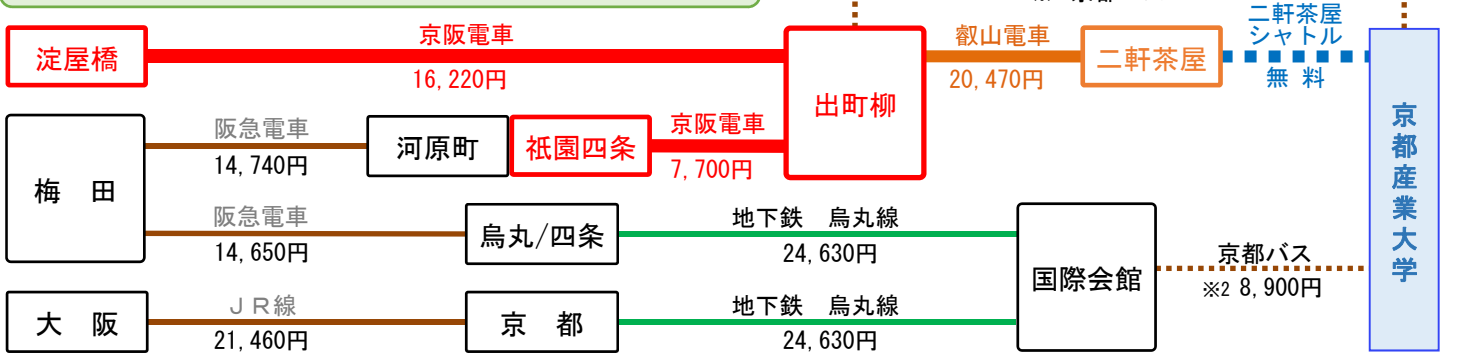 二軒茶屋
シャトル
無 料
京阪電車
16,220円
叡山電車
20,470円
淀屋橋
出町柳
二軒茶屋
阪急電車
14,740円
河原町
祇園四条
京阪電車
7,700円
梅 田
阪急電車
14,650円
烏丸/四条
地下鉄 烏丸線
24,630円
国際会館
京都バス
※2 8,900円
大 阪
JR線
21,460円
京 都
地下鉄 烏丸線
24,630円
京都産業大学